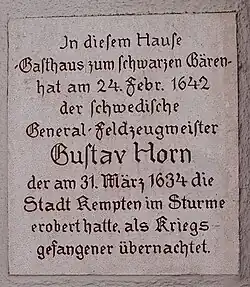 In diesem Hause
-Gasthaus zum schwarzen Bären-
hat am 24. Febr. 1642
der schwedische
General-Feldzeugmeister
Gustav Horn
der am 31. März 1634 die
Stadt Kempten im Sturme
erobert hatte, als Kriegs-
gefangener übernachtet.